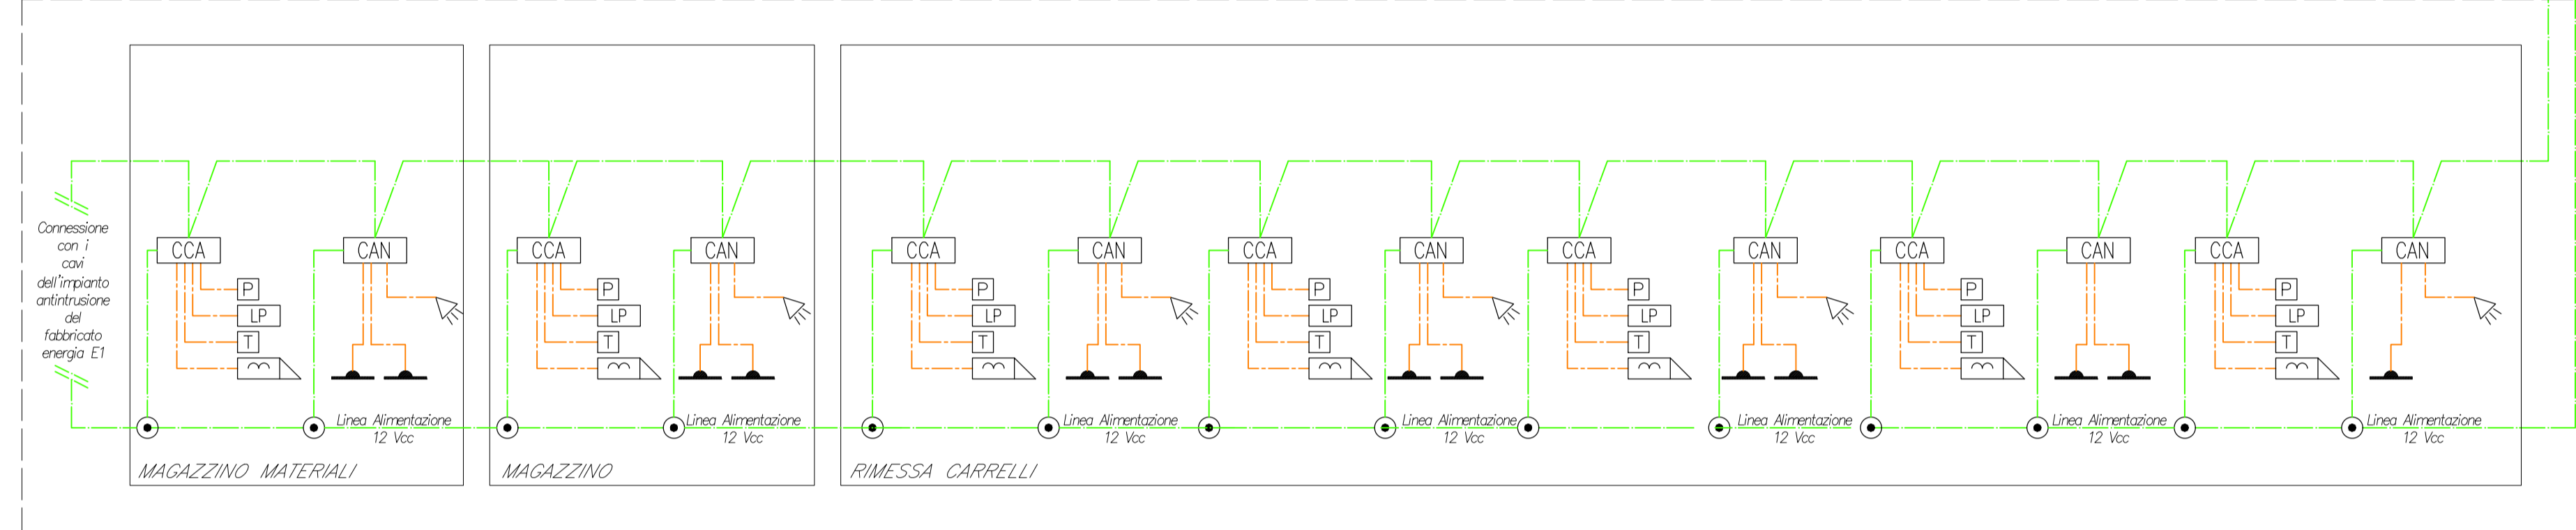 Connessione
con i
cavi
dell'impianto
antintrusione
del
fabbricato
energia E1
CCA
P
LP
T
CAN
Linea Alimentazione
12 Vcc
MAGAZZINO MATERIALI
CCA
P
LP
T
CAN
Linea Alimentazione
12 Vcc
MAGAZZINO
CCA
P
LP
T
CAN
Linea Alimentazione
12 Vcc
CCA
P
LP
T
CAN
Linea Alimentazione
12 Vcc
CCA
P
LP
T
CAN
Linea Alimentazione
12 Vcc
CCA
P
LP
T
CAN
Linea Alimentazione
12 Vcc
CCA
P
LP
T
CAN
Linea Alimentazione
12 Vcc
RIMESSA CARRELLI